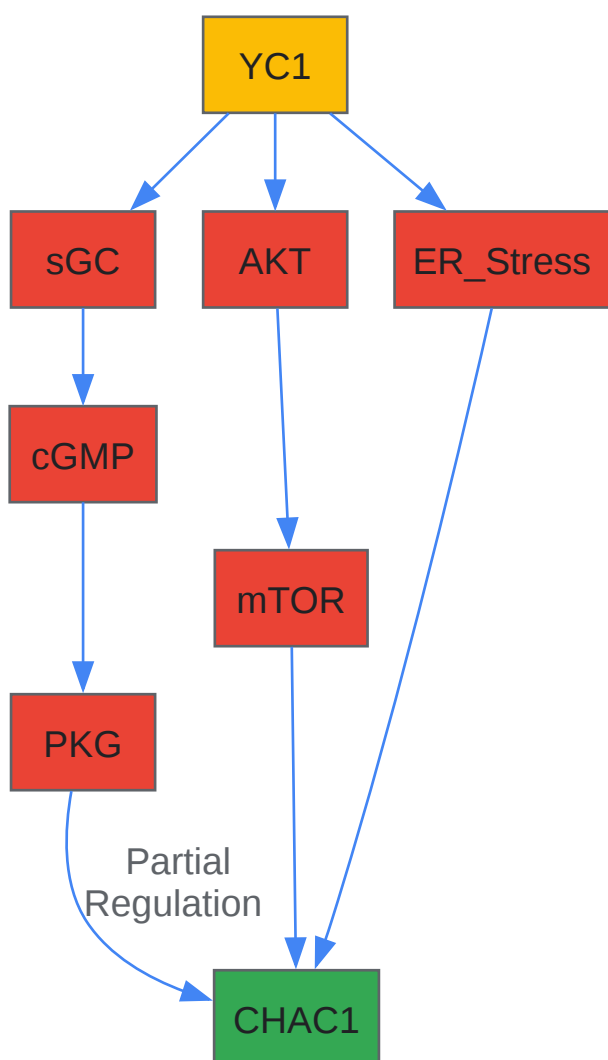 YC1
sGC
AKT
ER_Stress
cGMP
mTOR
PKG
Partial
Regulation
CHAC1